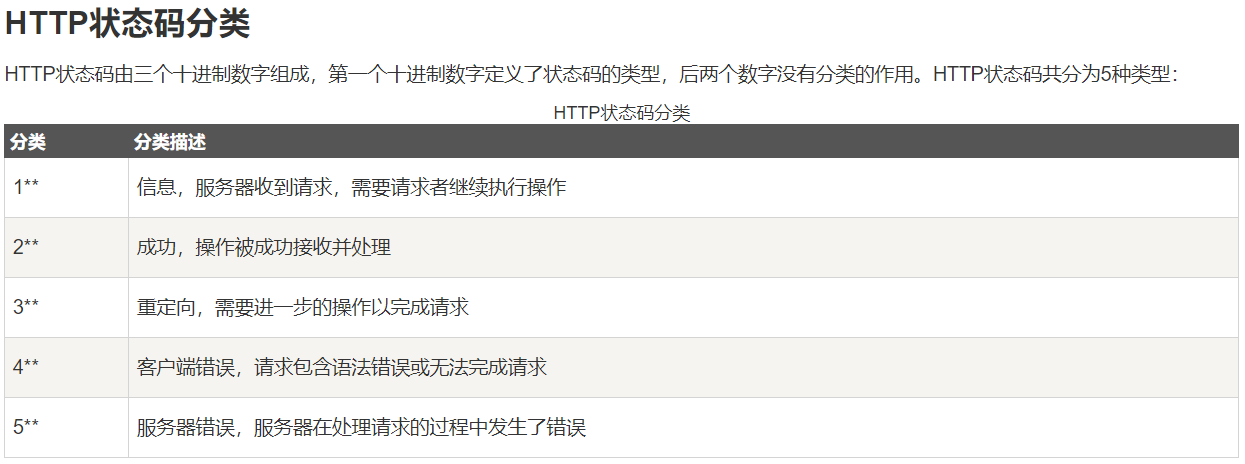 HTTP状态码分类
HTTP状态码由三个十进制数字组成，第一个十进制数字定义了状态码的类型，后两个数字没有分类的作用。HTTP状态码共分为5种类型：
HTTP状态码分类
分类 分类描述
1** 信息，服务器收到请求，需要请求者继续执行操作
2** 成功，操作被成功接收并处理
3** 重定向，需要进一步的操作以完成请求
4** 客户端错误，请求包含语法错误或无法完成请求
5** 服务器错误，服务器在处理请求的过程中发生了错误